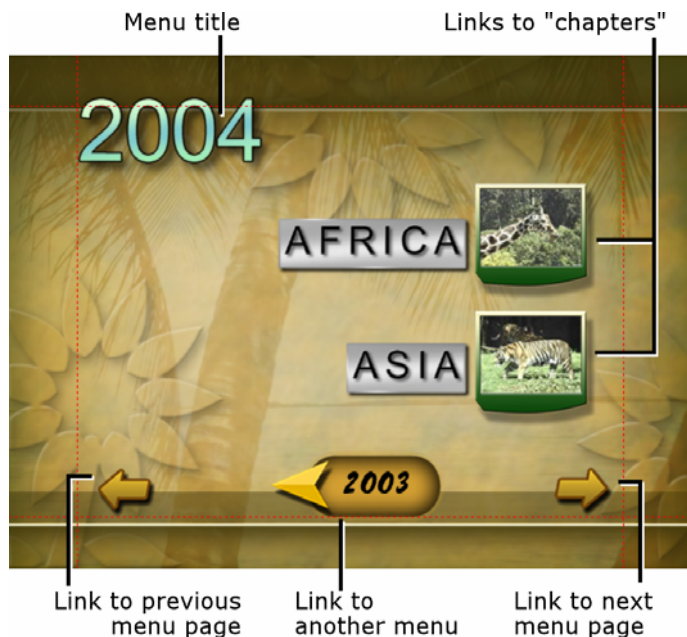 Menu title
Links to "chapters"
2004
AFRICA
ASIA
2003
Link to previous
menu page
Link to
another menu
Link to next
menu page